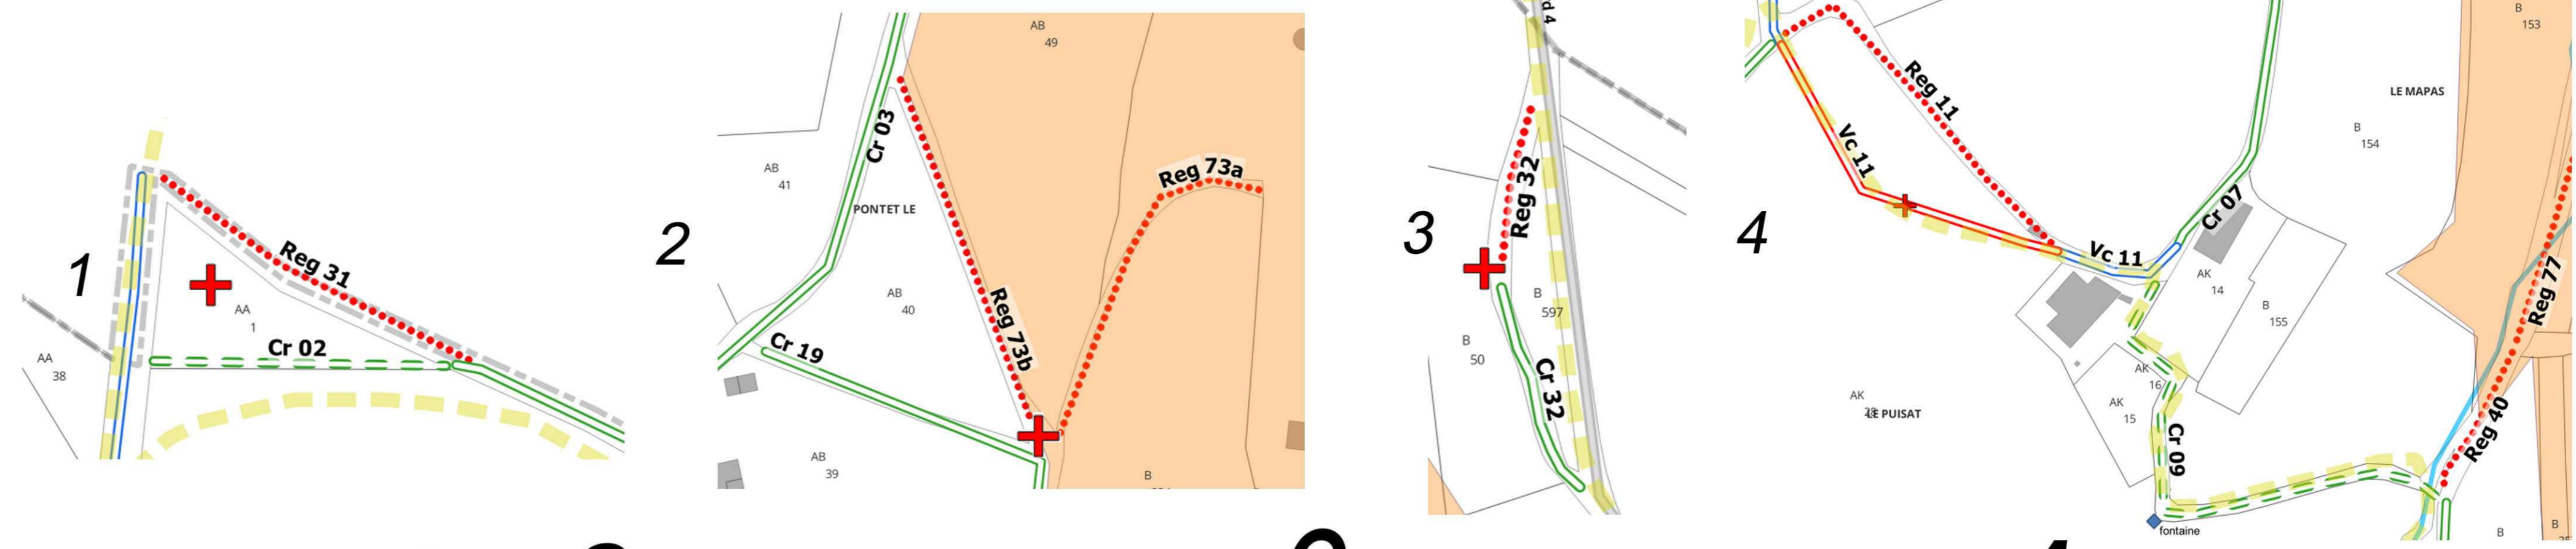 1
Reg 31
AA
1
Cr 02
AA
38
2
AB
49
Cr 03
AB
41
Reg 73a
PONTET LE
AB
40
Reg 73b
Cr 19
AB
39
B
3
d 4
Reg 32
B
597
B
50
Cr 32
4
B
153
Reg 11
LE MAPAS
Vc 11
B
154
Cr 07
Vc 11
AK
14
B
155
Reg 77
AK
16
AK
15
AK
LE PUISAT
Cr 09
Reg 40
fontaine
B
B